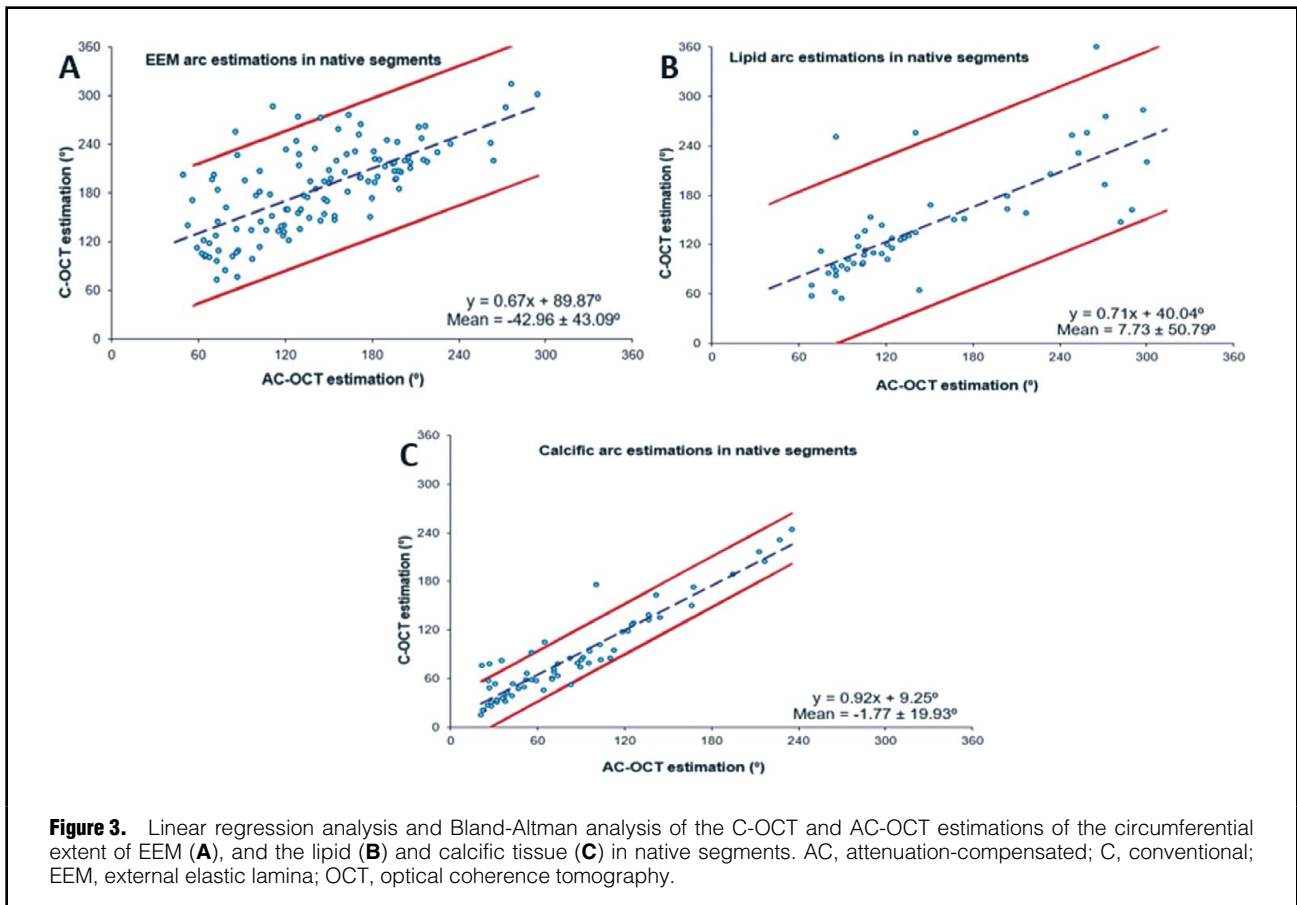 A
EEM arc estimations in native segments
360
300
240
180
120
60
0
C-OCT estimation (º)
y = 0.67x + 89.87º
Mean = -42.96 ± 43.09º
0 60 120 180 240 300 360
AC-OCT estimation (º)
B
Lipid arc estimations in native segments
360
300
240
180
120
60
0
C-OCT estimation (º)
y = 0.71x + 40.04º
Mean = 7.73 ± 50.79º
0 60 120 180 240 300 360
AC-OCT estimation (º)
C
Calcific arc estimations in native segments
360
300
240
180
120
60
0
C-OCT estimation (º)
y = 0.92x + 9.25º
Mean = -1.77 ± 19.93º
0 60 120 180 240 300 360
AC-OCT estimation (º)
Figure 3. Linear regression analysis and Bland-Altman analysis of the C-OCT and AC-OCT estimations of the circumferential
extent of EEM (A), and the lipid (B) and calcific tissue (C) in native segments. AC, attenuation-compensated; C, conventional;
EEM, external elastic lamina; OCT, optical coherence tomography.